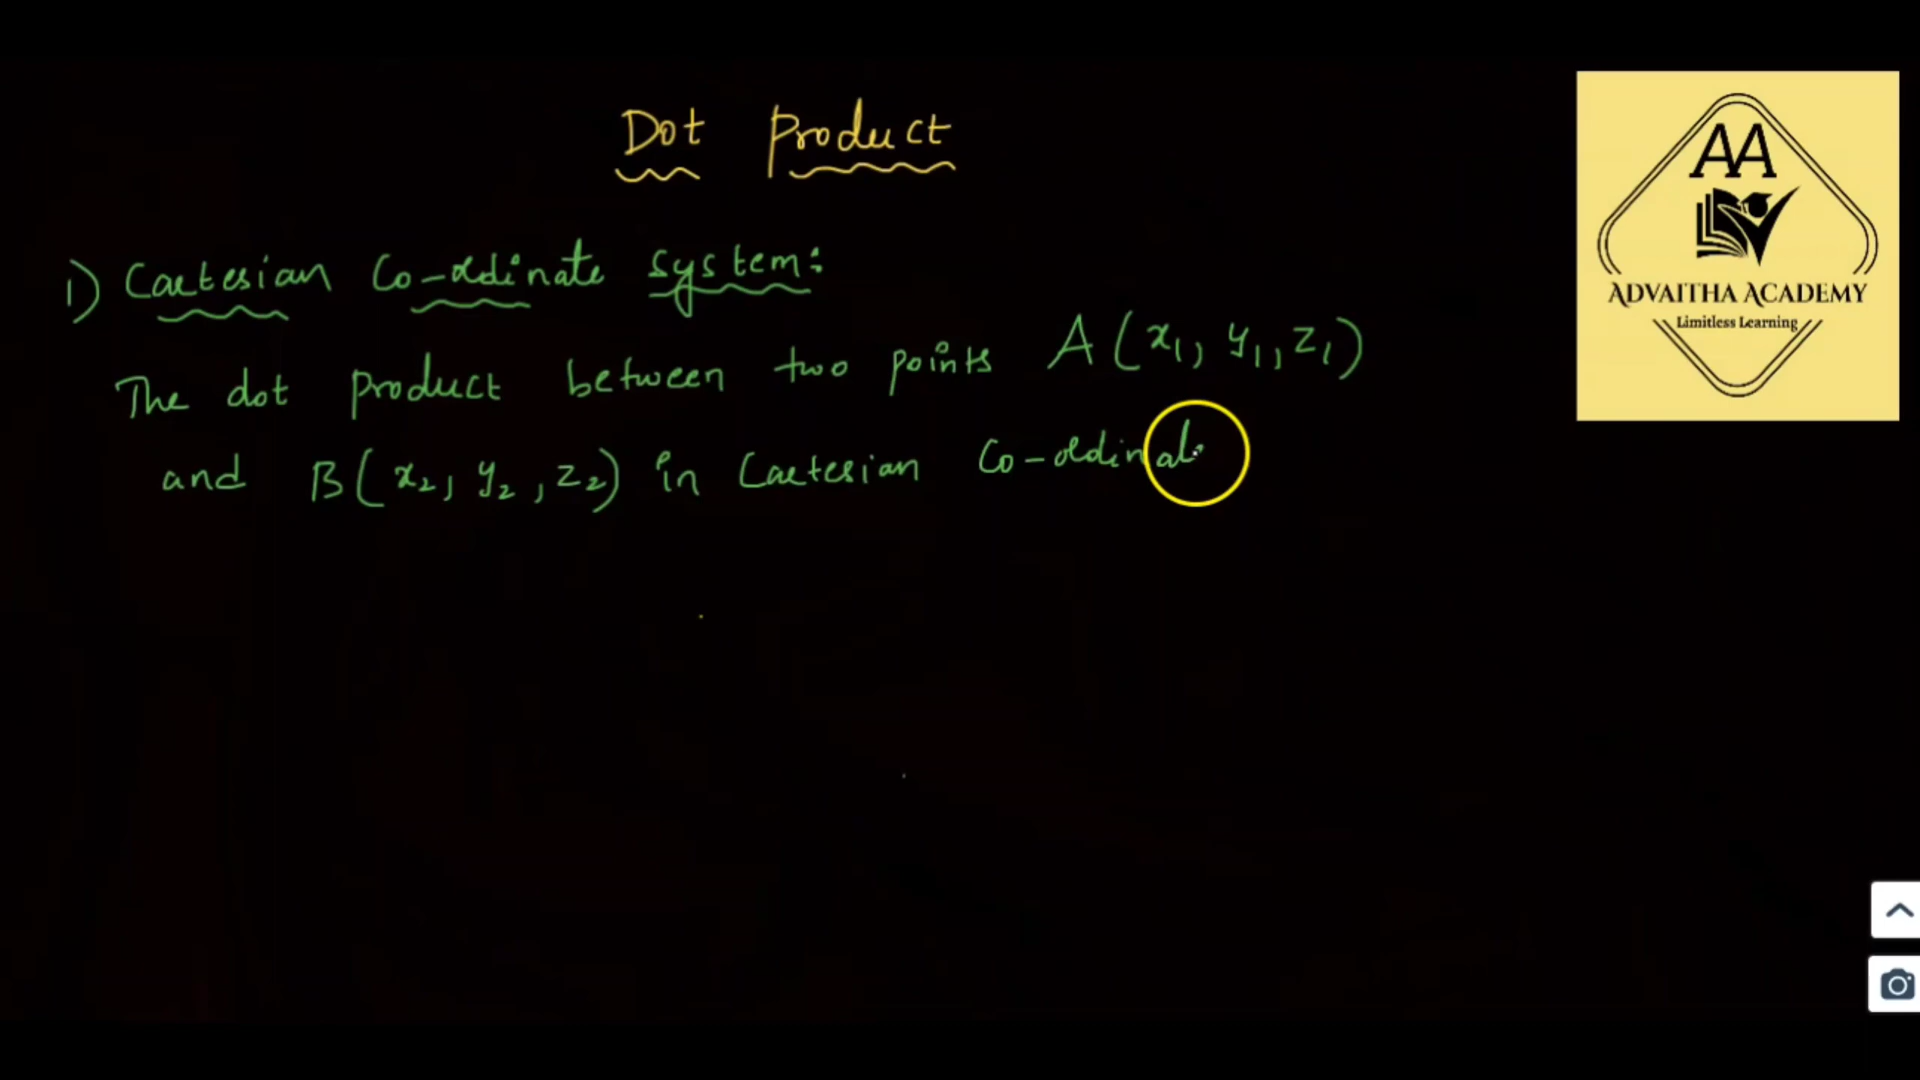 Dot Product
1) Cartesian Co-ordinate system:
The dot product between two points A(x₁, y₁, z₁)
and B(x₂, y₂, z₂) in Cartesian Co-ordinat
AA
ADVAITHA ACADEMY
Limitless Learning